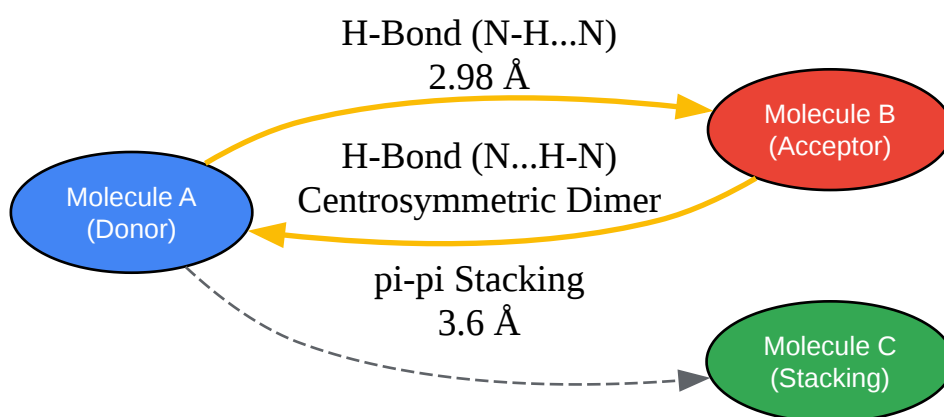 H-Bond (N-H...N)
2.98 Å
Molecule B
(Acceptor)
H-Bond (N...H-N)
Centrosymmetric Dimer
Molecule A
(Donor)
pi-pi Stacking
3.6 Å
Molecule C
(Stacking)